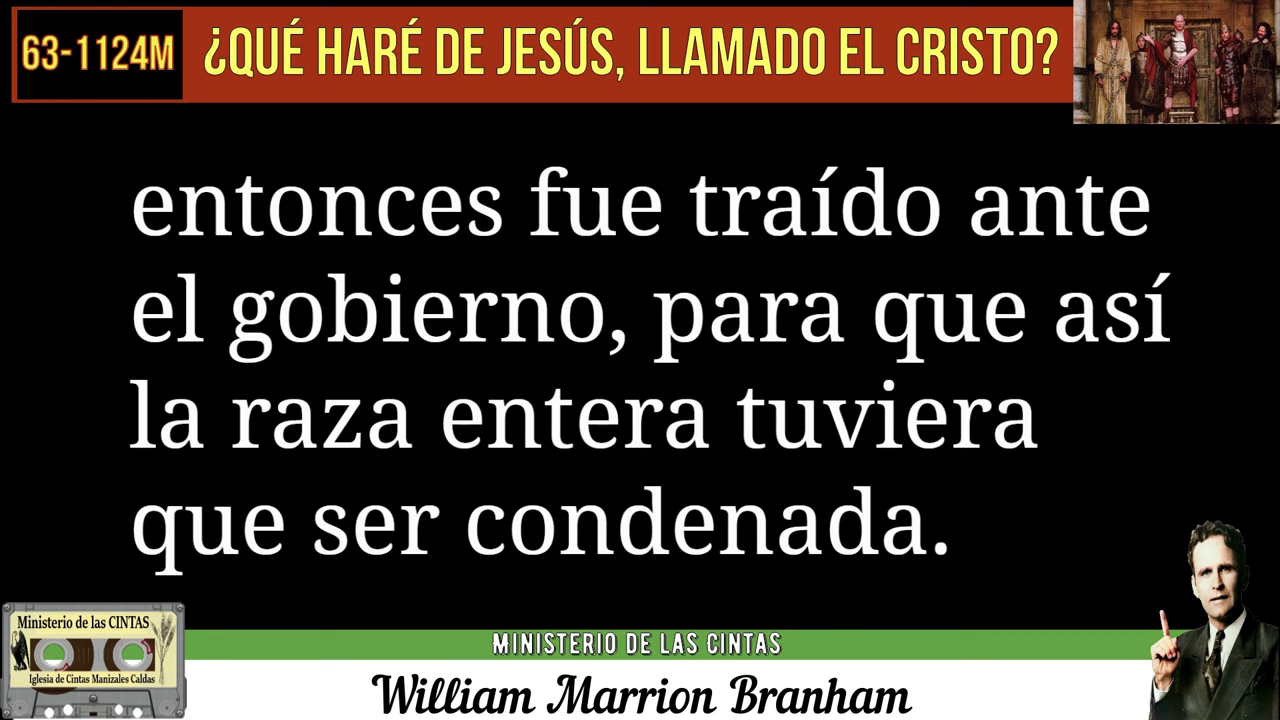 63-1124M
¿QUÉ HARÉ DE JESÚS, LLAMADO EL CRISTO?
entonces fue traído ante
el gobierno, para que así
la raza entera tuviera
que ser condenada.
Ministerio de las CINTAS
Iglesia de Cintas Manizales Caldas
MINISTERIO DE LAS CINTAS
William Marrion Branham